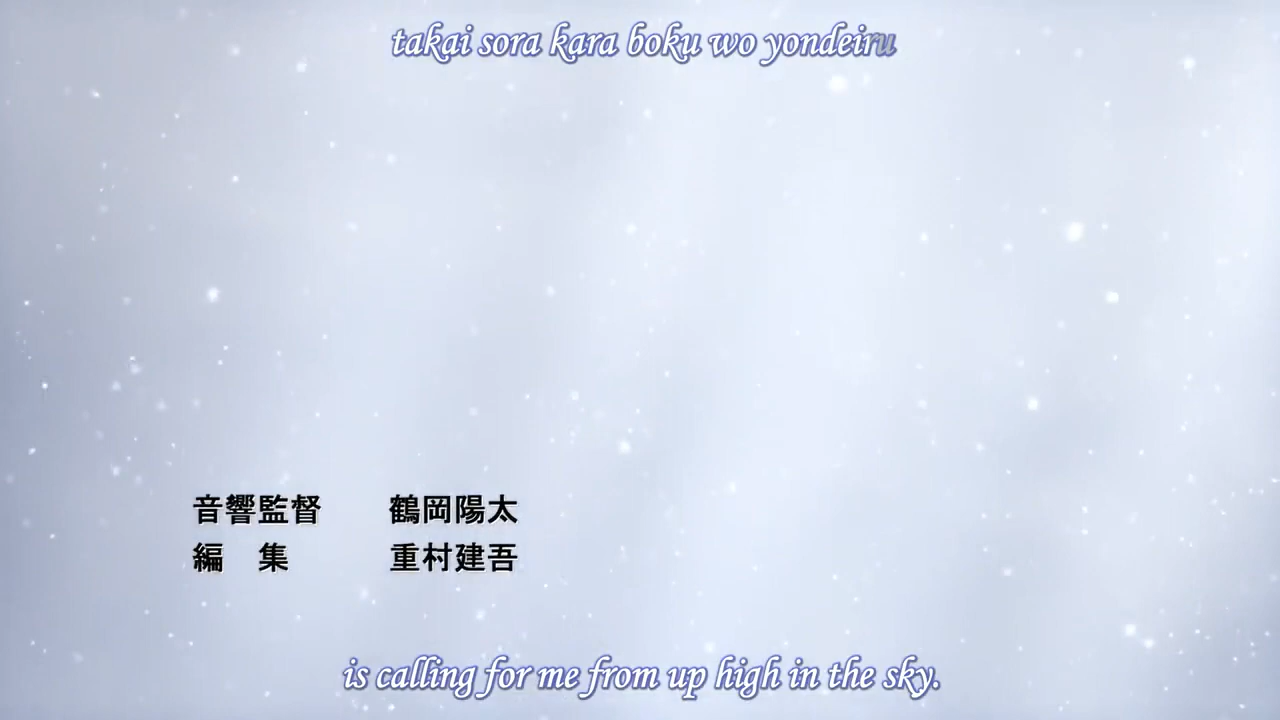 takai sora kara boku wo yondeiru
音響監督 鶴岡陽太
編 集 重村建吾
is calling for me from up high in the sky.